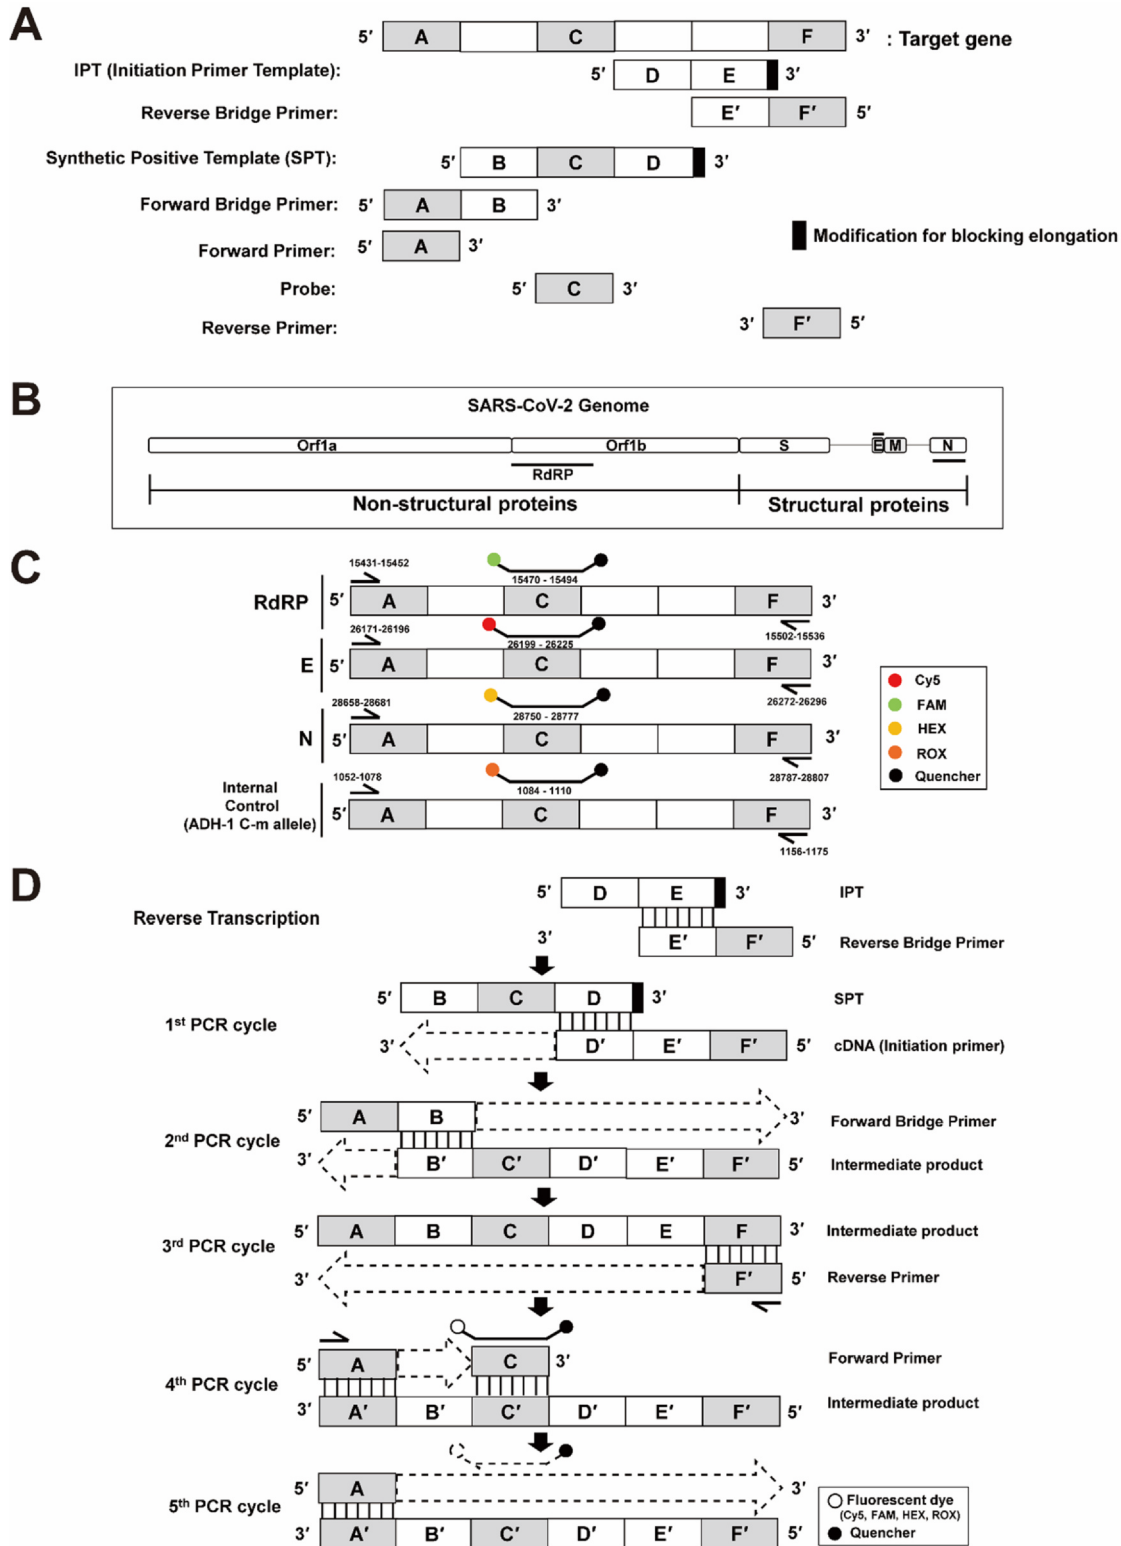 A
5′ A C F 3′ : Target gene
IPT (Initiation Primer Template): 5′ D E 3′
Reverse Bridge Primer: E′ F′ 5′
Synthetic Positive Template (SPT): 5′ B C D 3′
Forward Bridge Primer: 5′ A B 3′
Modification for blocking elongation
Forward Primer: 5′ A 3′
Probe: 5′ C 3′
Reverse Primer: 3′ F′ 5′
B
SARS-CoV-2 Genome
Orf1a Orf1b S E M N
RdRP
Non-structural proteins Structural proteins
C
15431-15452
15470 - 15494
RdRP 5′ A C F 3′
15502-15536
26171-26196
26199 - 26225
E 5′ A C F 3′
26272-26296
28658-28681
28750 - 28777
N 5′ A C F 3′
28787-28807
1052-1078
1084 - 1110
Internal
Control
(ADH-1 C-m allele)
5′ A C F 3′
1156-1175
Cy5
FAM
HEX
ROX
Quencher
D
Reverse Transcription
5′ D E 3′ IPT
3′ E′ F′ 5′ Reverse Bridge Primer
1st PCR cycle
5′ B C D 3′ SPT
3′ D′ E′ F′ 5′ cDNA (Initiation primer)
2nd PCR cycle
5′ A B 3′ Forward Bridge Primer
3′ B′ C′ D′ E′ F′ 5′ Intermediate product
3rd PCR cycle
5′ A B C D E F 3′ Intermediate product
3′ F′ 5′ Reverse Primer
4th PCR cycle
5′ A C 3′ Forward Primer
3′ A′ B′ C′ D′ E′ F′ 5′ Intermediate product
5th PCR cycle
5′ A 3′
3′ A′ B′ C′ D′ E′ F′ 5′
Fluorescent dye
(Cy5, FAM, HEX, ROX)
Quencher